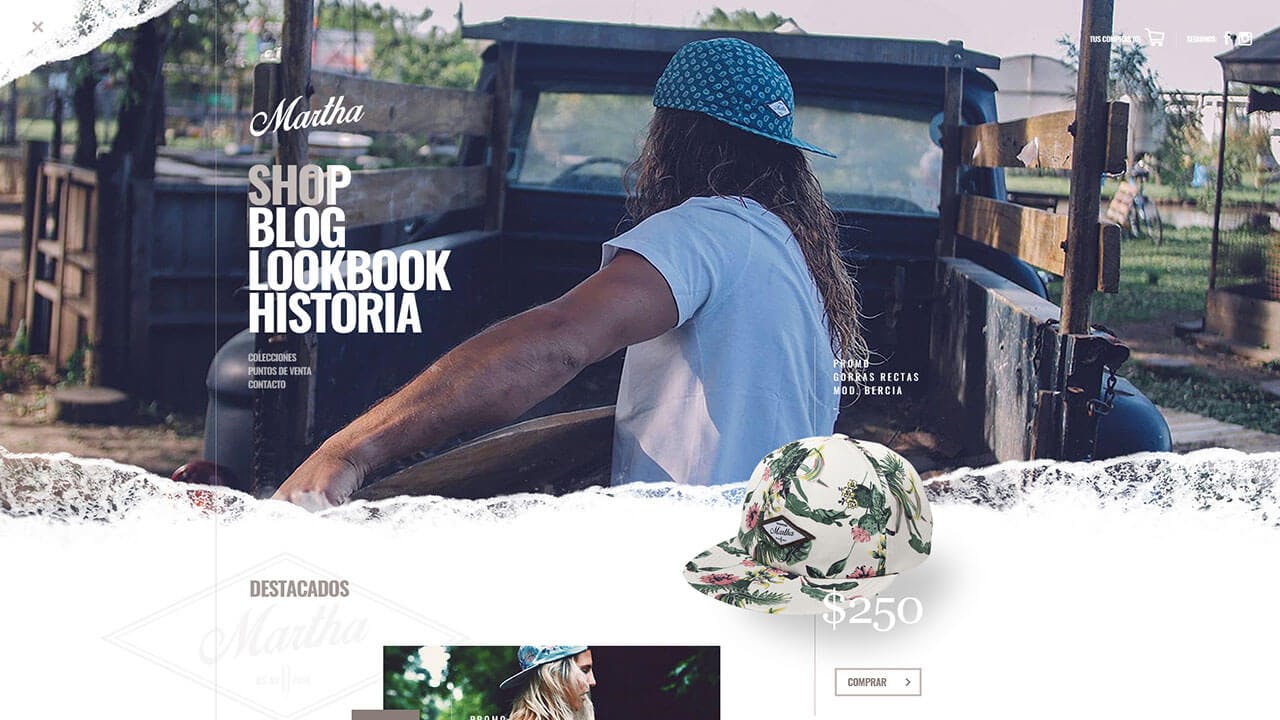 TUS COMPRAS (0)
SEGUINOS
Martha
SHOP
BLOG
LOOKBOOK
HISTORIA
COLECCIONES
PUNTOS DE VENTA
CONTACTO
PROMO
GORRAS RECTAS
MOD. BERCIA
Martha
$250
DESTACADOS
Martha
COMPRAR
PROMO